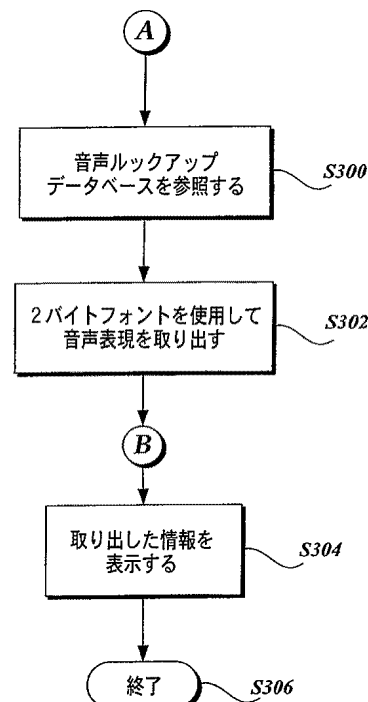 A
音声ルックアップ
データベースを参照する
S300
2バイトフォントを使用して
音声表現を取り出す
S302
B
取り出した情報を
表示する
S304
終了
S306